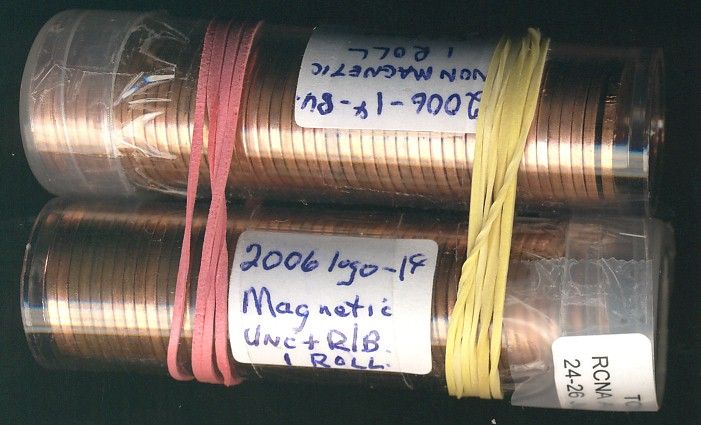 2006-1¢-BU.
NON MAGNETIC
1 ROLL
2006 logo-1¢
Magnetic
UNC + R/B
1 ROLL.
RCNA
24-26